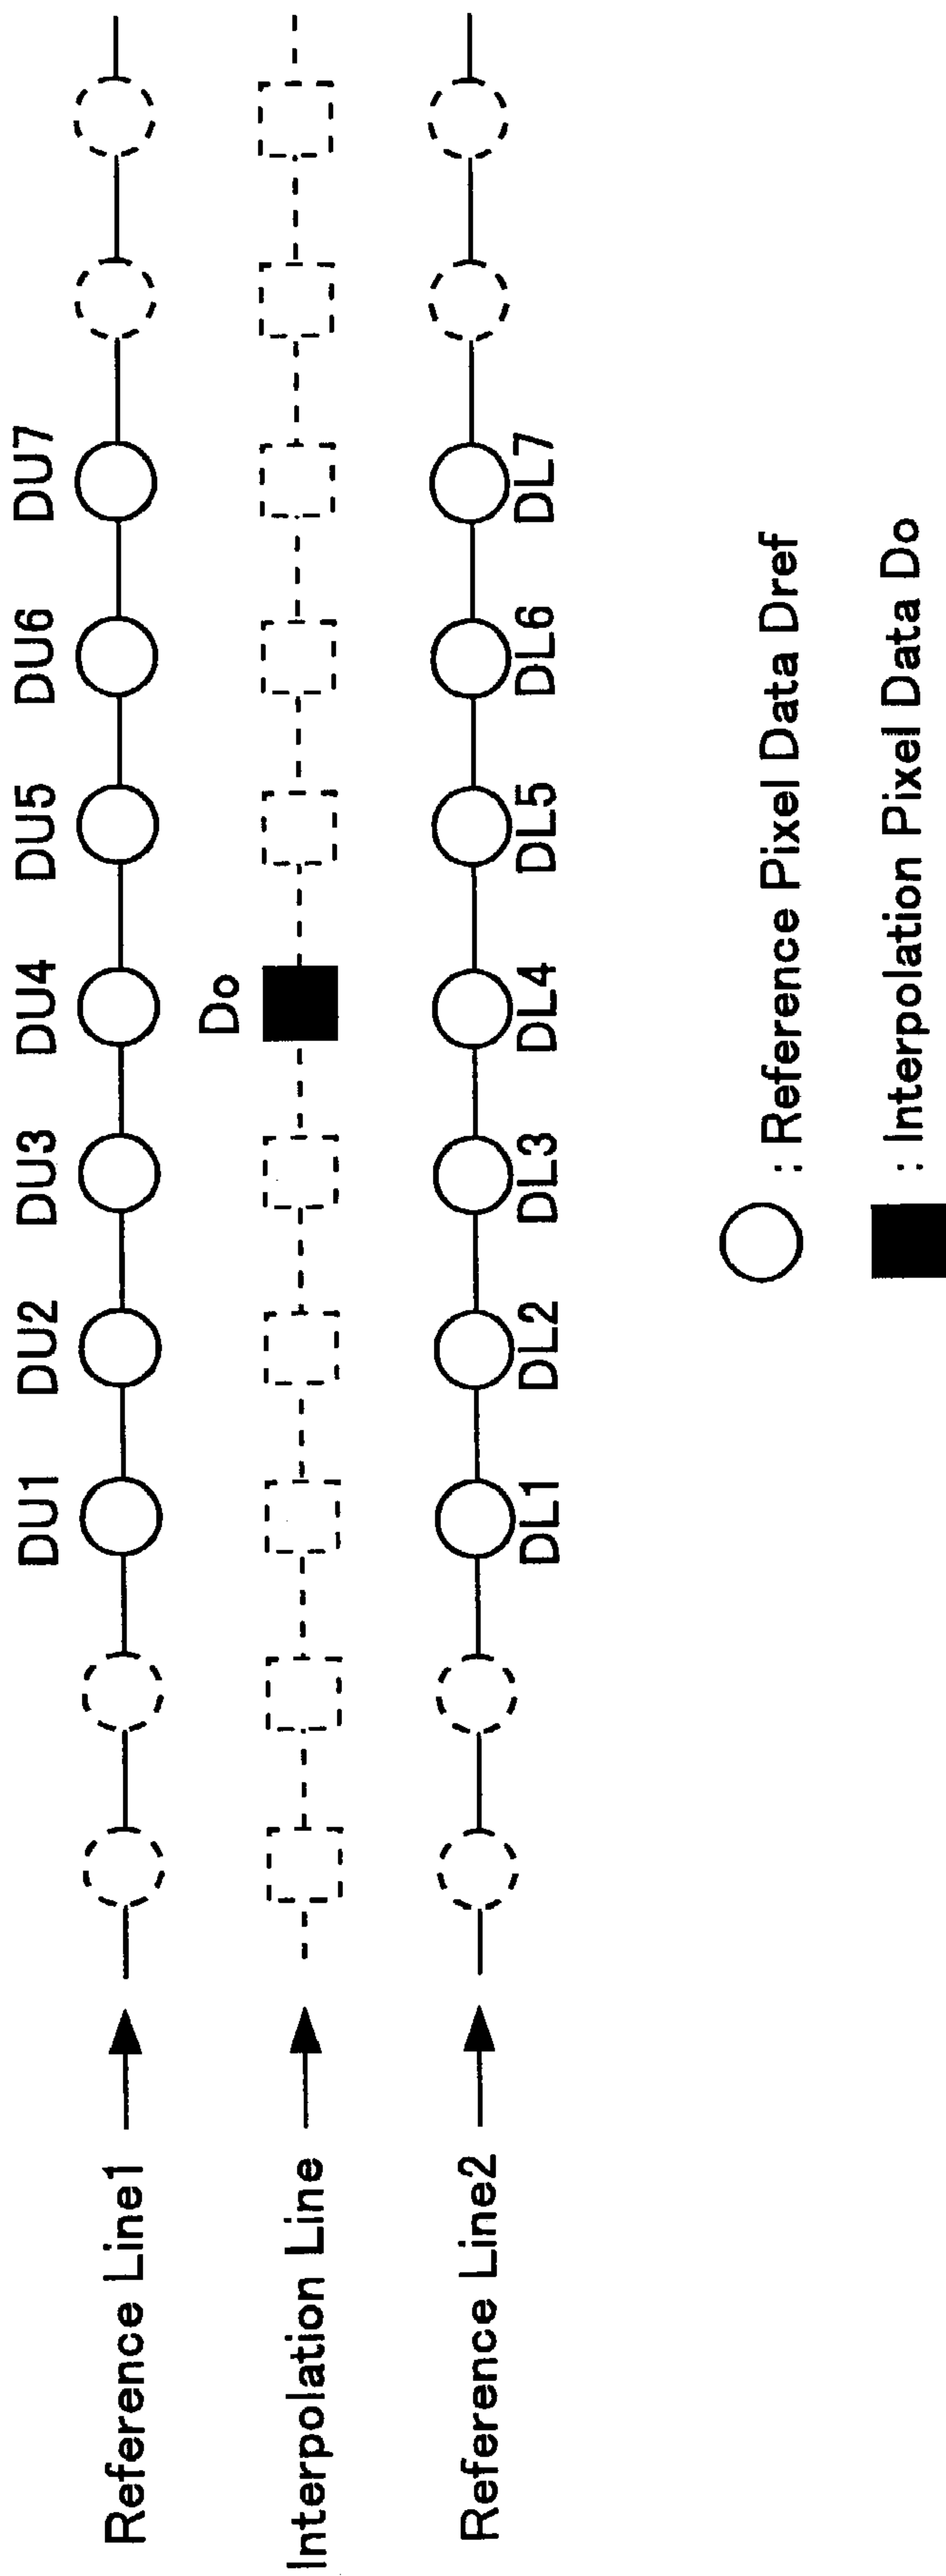 DU1 DU2 DU3 DU4 DU5 DU6 DU7
Reference Line1
Do
Interpolation Line
Reference Line2
DL1 DL2 DL3 DL4 DL5 DL6 DL7
: Reference Pixel Data Dref
: Interpolation Pixel Data Do